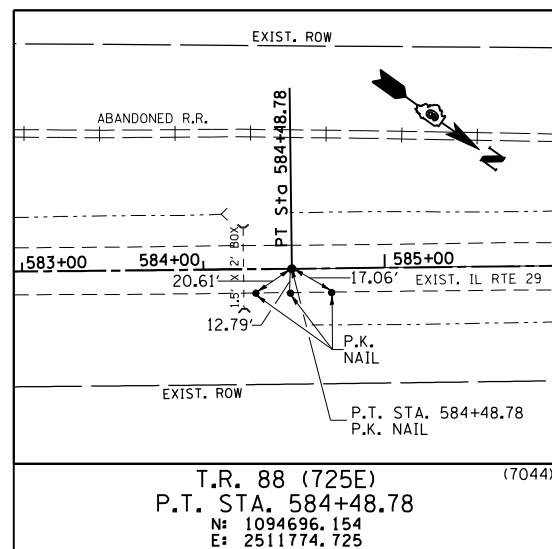 EXIST. ROW
ABANDONED R.R.
PT Sta 584+48.78
N
1.5' X 2' BOX
583+00
584+00
585+00
20.61'
17.06'
EXIST. IL RTE 29
12.79'
P.K.
NAIL
EXIST. ROW
P.T. STA. 584+48.78
P.K. NAIL
T.R. 88 (725E)
(7044)
P.T. STA. 584+48.78
N: 1094696.154
E: 2511774.725